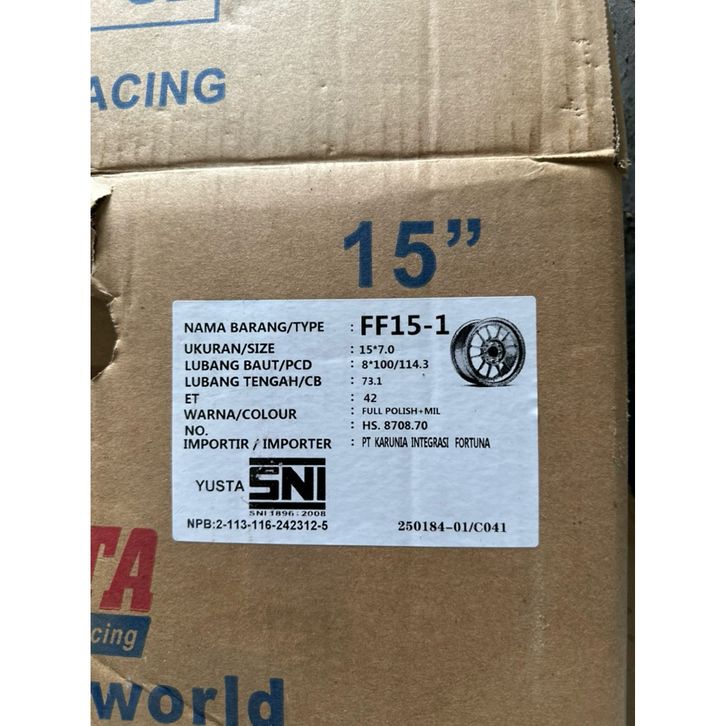 ACING
15”
NAMA BARANG/TYPE : FF15-1
UKURAN/SIZE : 15*7.0
LUBANG BAUT/PCD : 8*100/114.3
LUBANG TENGAH/CB : 73.1
ET : 42
WARNA/COLOUR : FULL POLISH+MIL
NO. : HS. 8708.70
IMPORTIR / IMPORTER : PT KARUNIA INTEGRASI FORTUNA
YUSTA SNI
SNI 1896:2008
NPB:2-113-116-242312-5
250184-01/C041
TA
cing
world